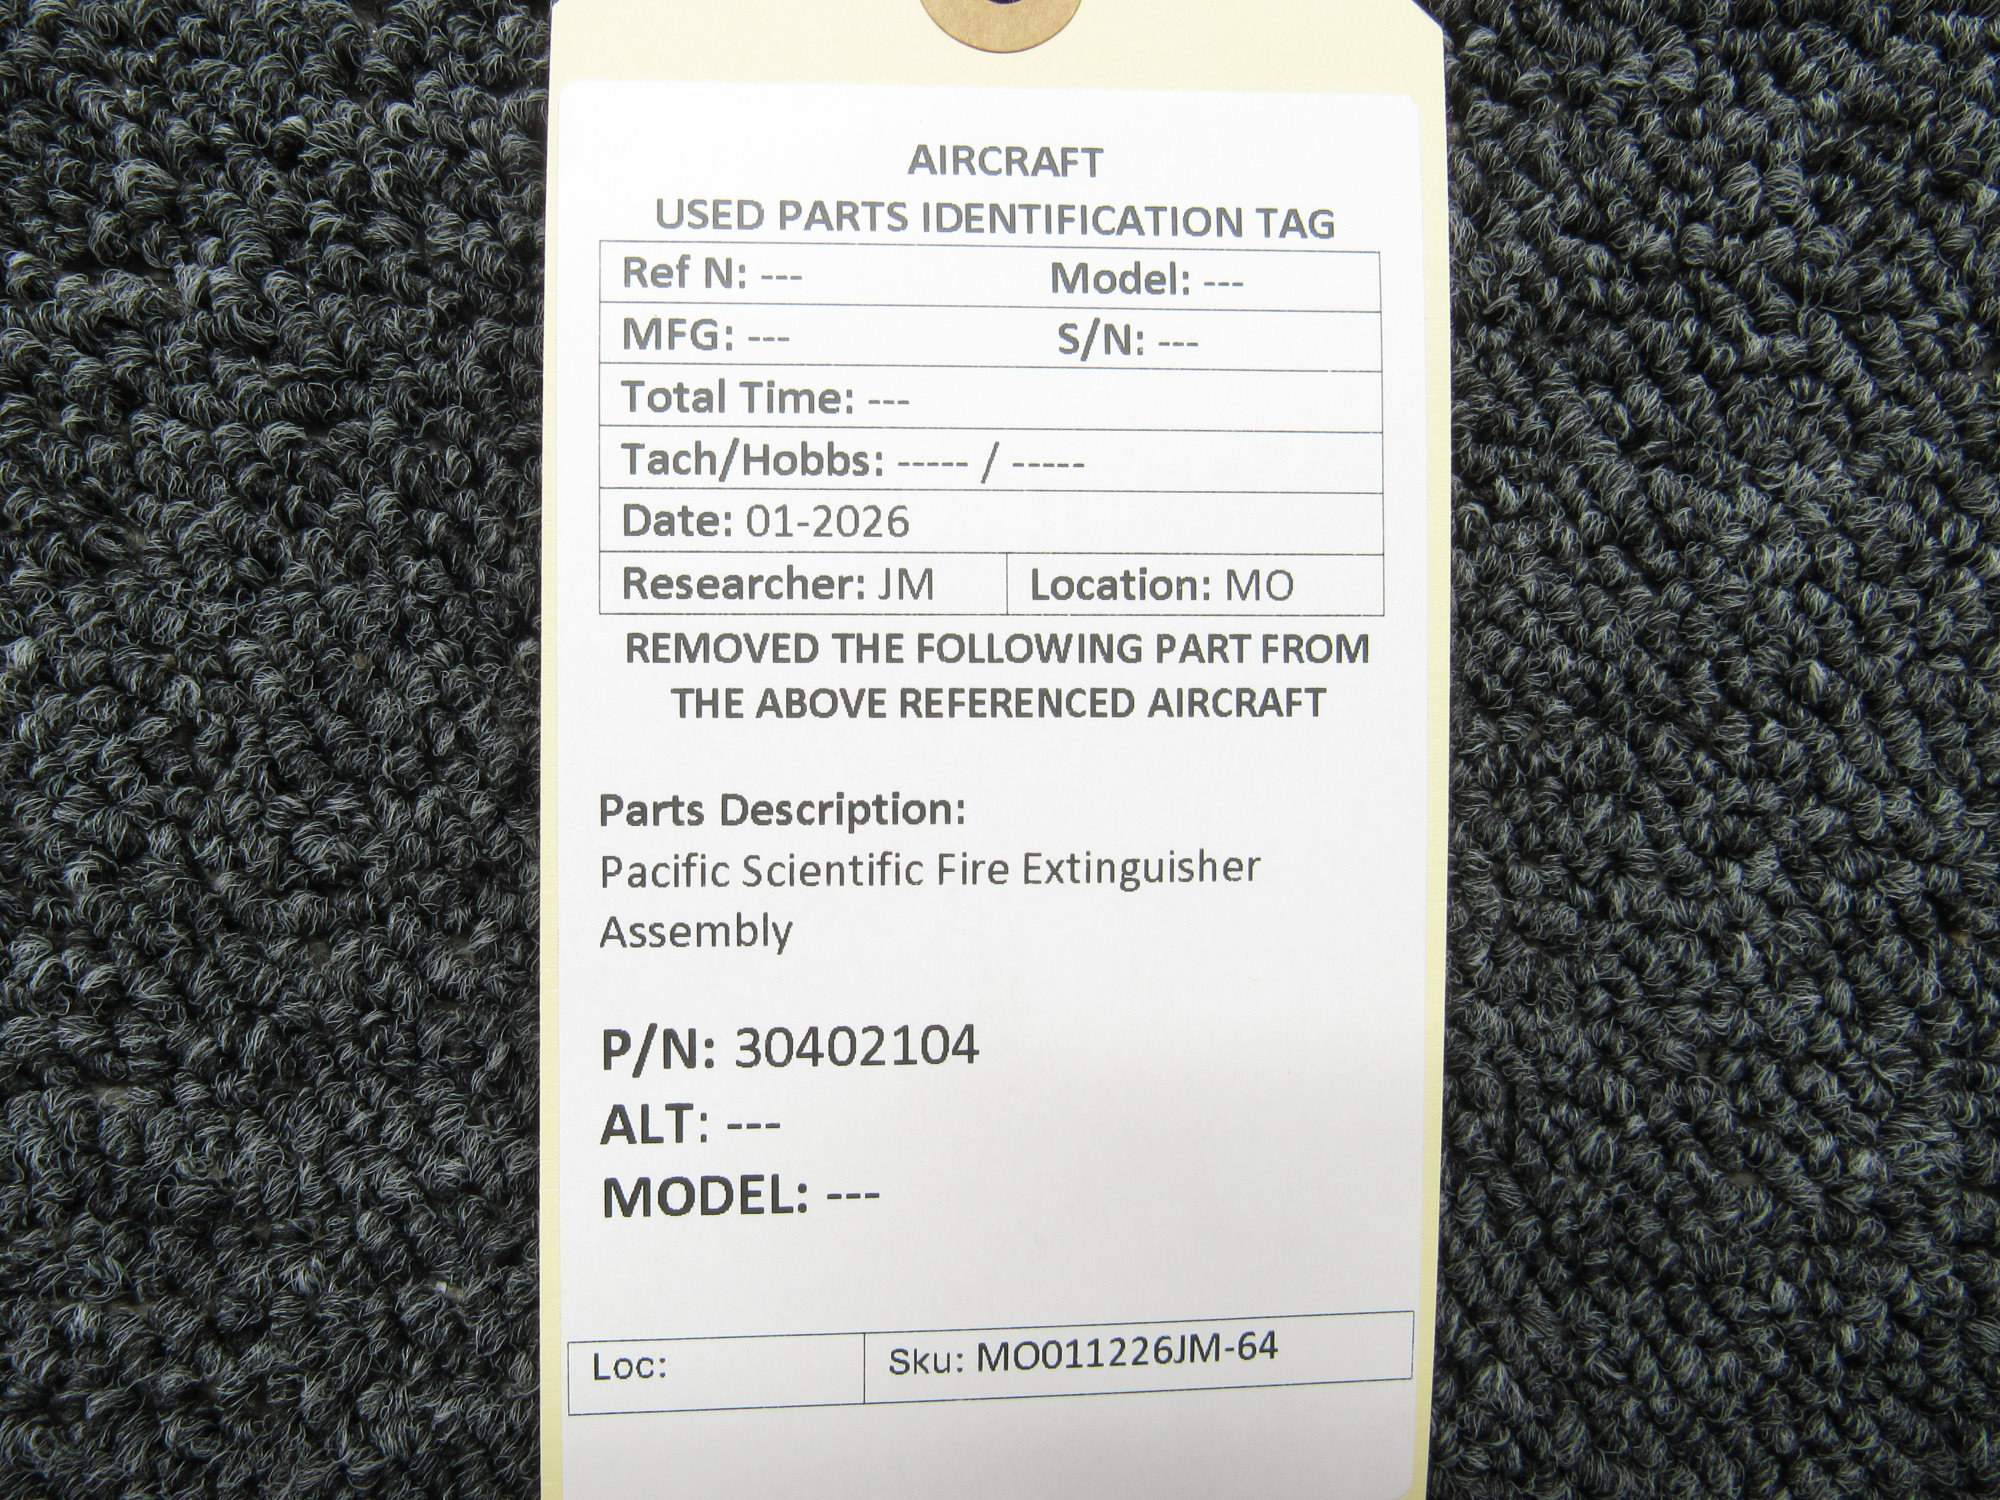 AIRCRAFT
USED PARTS IDENTIFICATION TAG
Ref N: --- Model: ---
MFG: --- S/N: ---
Total Time: ---
Tach/Hobbs: ----- / -----
Date: 01-2026
Researcher: JM Location: MO
REMOVED THE FOLLOWING PART FROM
THE ABOVE REFERENCED AIRCRAFT
Parts Description:
Pacific Scientific Fire Extinguisher
Assembly
P/N: 30402104
ALT: ---
MODEL: ---
Loc: Sku: MO011226JM-64